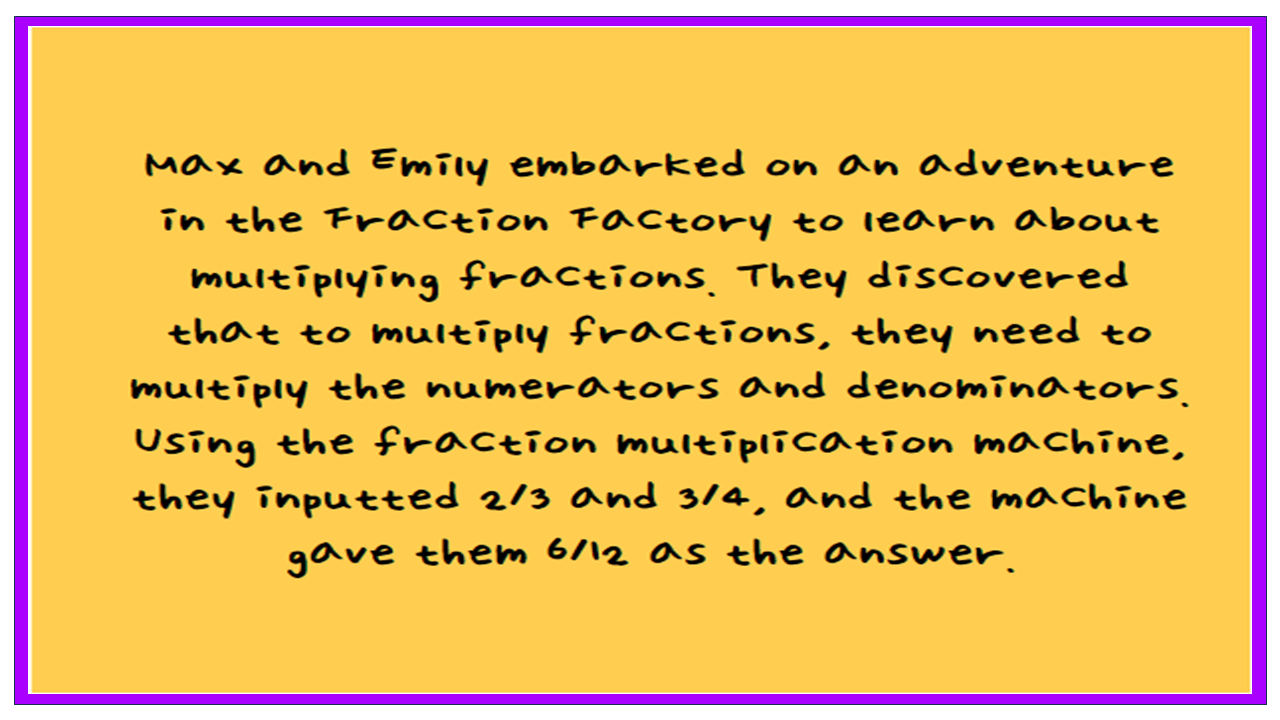 Max and Emily embarked on an adventure
in the Fraction Factory to learn about
multiplying fractions. They discovered
that to multiply fractions, they need to
multiply the numerators and denominators.
Using the fraction multiplication machine,
they inputted 2/3 and 3/4, and the machine
gave them 6/12 as the answer.